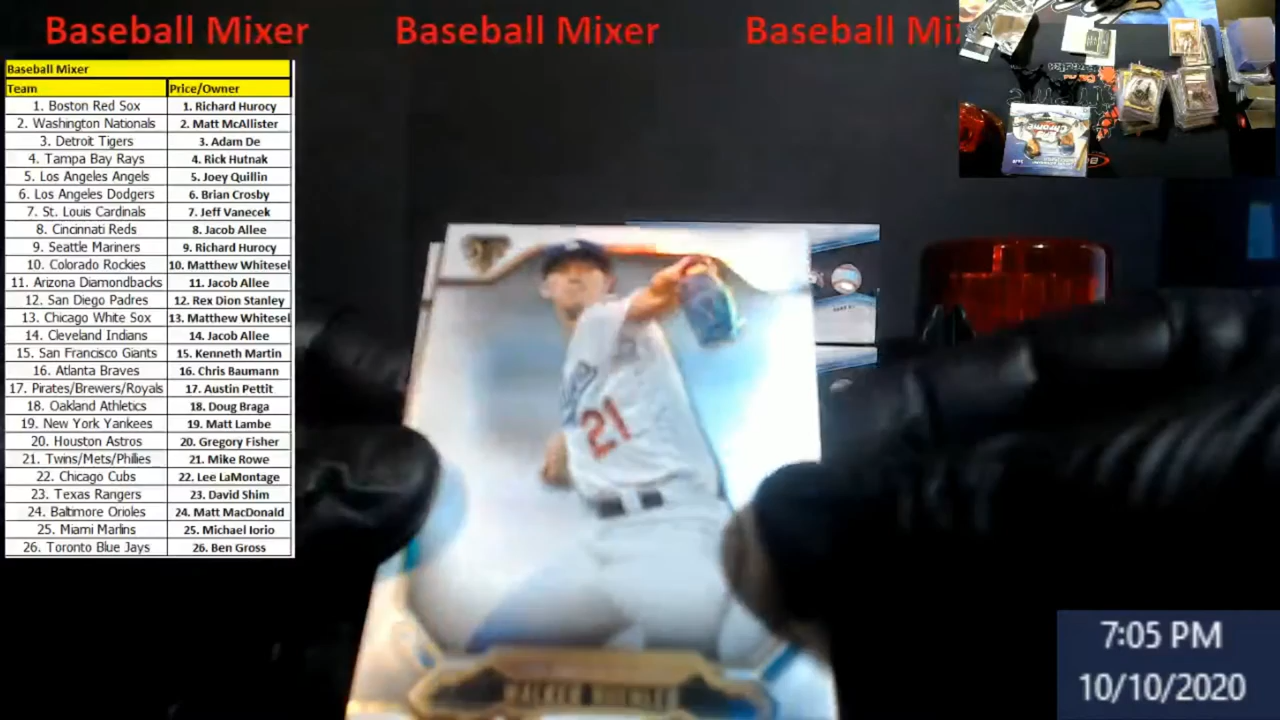 Baseball Mixer Baseball Mixer Baseball Mi
Baseball Mixer
Team Price/Owner
1. Boston Red Sox 1. Richard Hurocy
2. Washington Nationals 2. Matt McAllister
3. Detroit Tigers 3. Adam De
4. Tampa Bay Rays 4. Rick Hutnak
5. Los Angeles Angels 5. Joey Quillin
6. Los Angeles Dodgers 6. Brian Crosby
7. St. Louis Cardinals 7. Jeff Vanecek
8. Cincinnati Reds 8. Jacob Allee
9. Seattle Mariners 9. Richard Hurocy
10. Colorado Rockies 10. Matthew Whitesel
11. Arizona Diamondbacks 11. Jacob Allee
12. San Diego Padres 12. Rex Dion Stanley
13. Chicago White Sox 13. Matthew Whitesel
14. Cleveland Indians 14. Jacob Allee
15. San Francisco Giants 15. Kenneth Martin
16. Atlanta Braves 16. Chris Baumann
17. Pirates/Brewers/Royals 17. Austin Pettit
18. Oakland Athletics 18. Doug Braga
19. New York Yankees 19. Matt Lambe
20. Houston Astros 20. Gregory Fisher
21. Twins/Mets/Phillies 21. Mike Rowe
22. Chicago Cubs 22. Lee LaMontage
23. Texas Rangers 23. David Shim
24. Baltimore Orioles 24. Matt MacDonald
25. Miami Marlins 25. Michael Iorio
26. Toronto Blue Jays 26. Ben Gross
21
WALKER BUEHLER
7:05 PM
10/10/2020